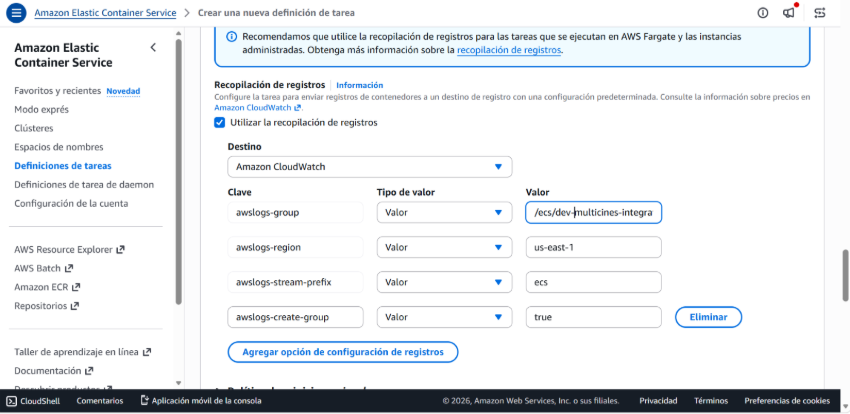 Amazon Elastic Container Service > Crear una nueva definición de tarea
Amazon Elastic
Container Service
Favoritos y recientes Novedad
Modo exprés
Clústeres
Espacios de nombres
Definiciones de tareas
Definiciones de tarea de daemon
Configuración de la cuenta
AWS Resource Explorer
AWS Batch
Amazon ECR
Repositorios
Taller de aprendizaje en línea
Documentación
Recomendamos que utilice la recopilación de registros para las tareas que se ejecutan en AWS Fargate y las instancias
administradas. Obtenga más información sobre la recopilación de registros.
Recopilación de registros Información
Configure la tarea para enviar registros de contenedores a un destino de registro con una configuración predeterminada. Consulte la información sobre precios en
Amazon CloudWatch.
Utilizar la recopilación de registros
Destino
Amazon CloudWatch
Clave Tipo de valor Valor
awslogs-group Valor /ecs/dev-multicines-integra
awslogs-region Valor us-east-1
awslogs-stream-prefix Valor ecs
awslogs-create-group Valor true Eliminar
Agregar opción de configuración de registros
CloudShell Comentarios Aplicación móvil de la consola © 2026, Amazon Web Services, Inc. o sus filiales. Privacidad Términos Preferencias de cookies